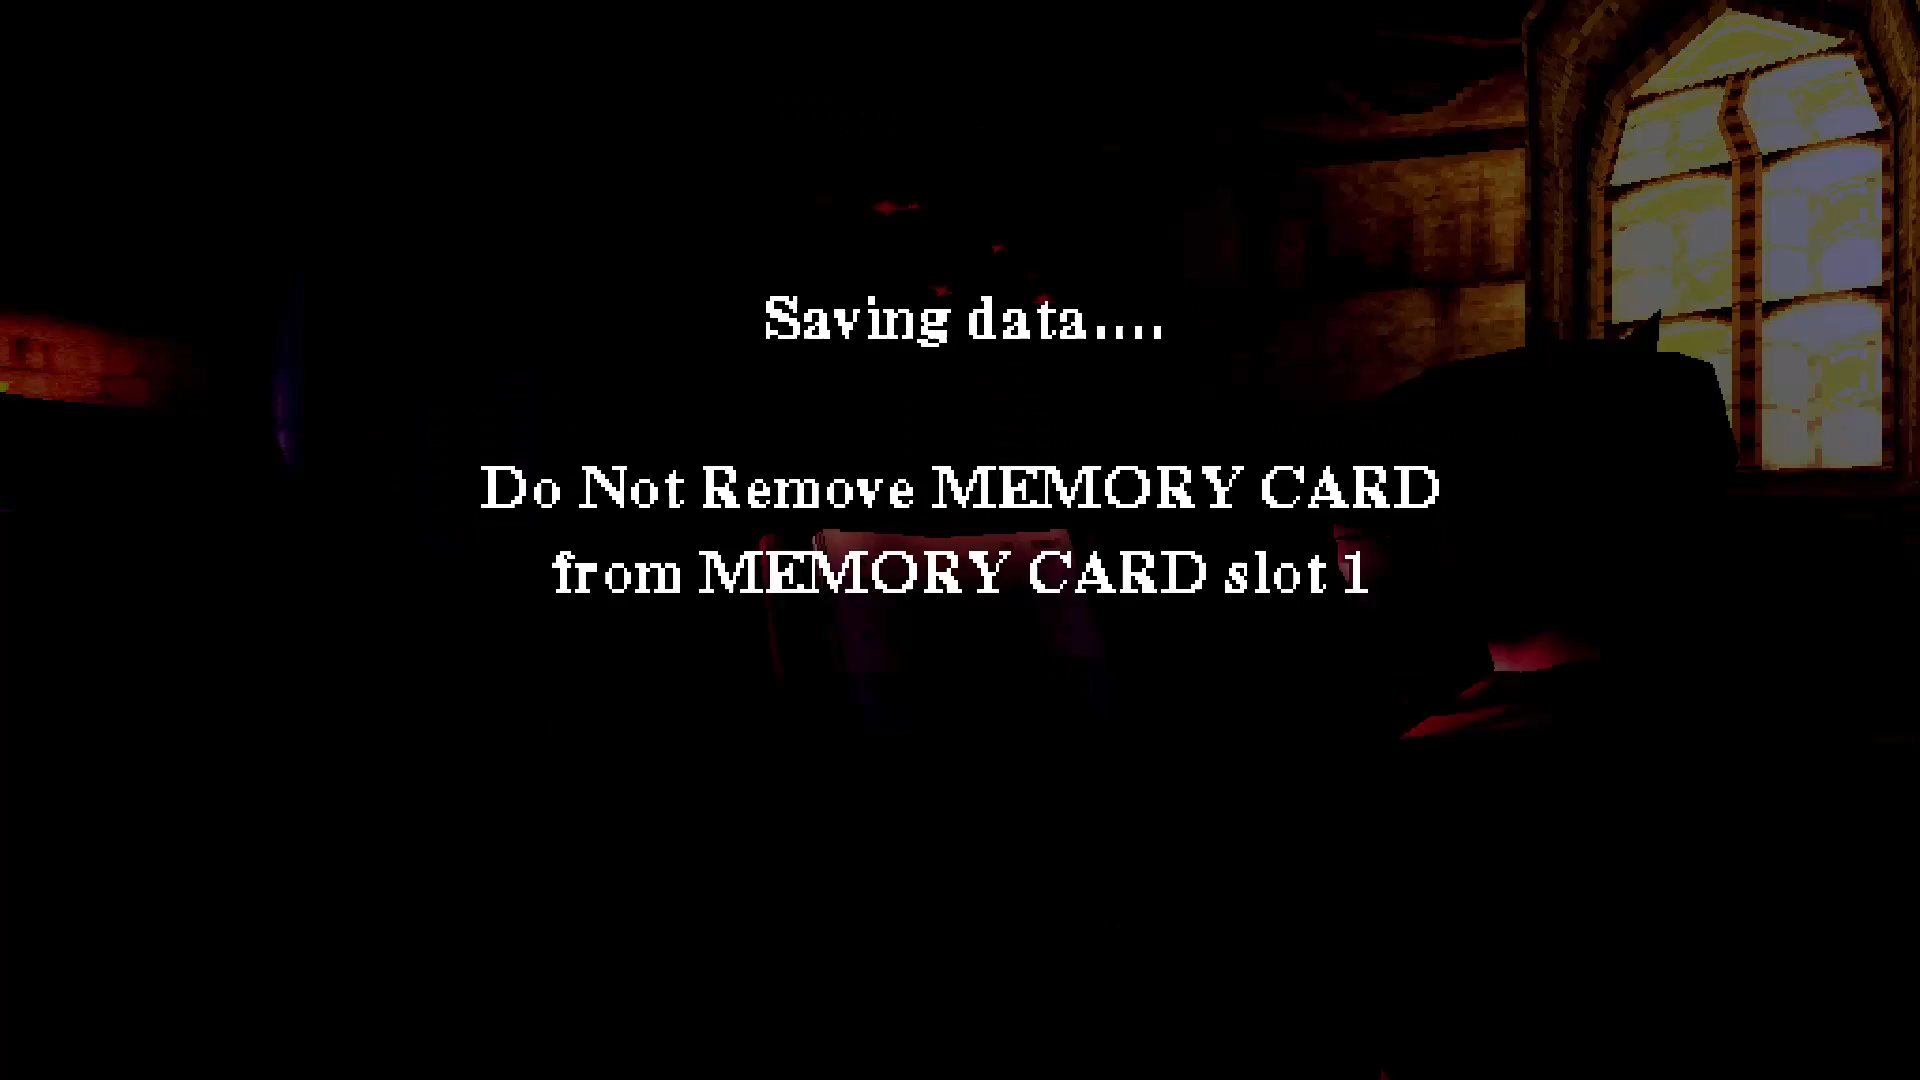 Saving data....
Do Not Remove MEMORY CARD
from MEMORY CARD slot 1